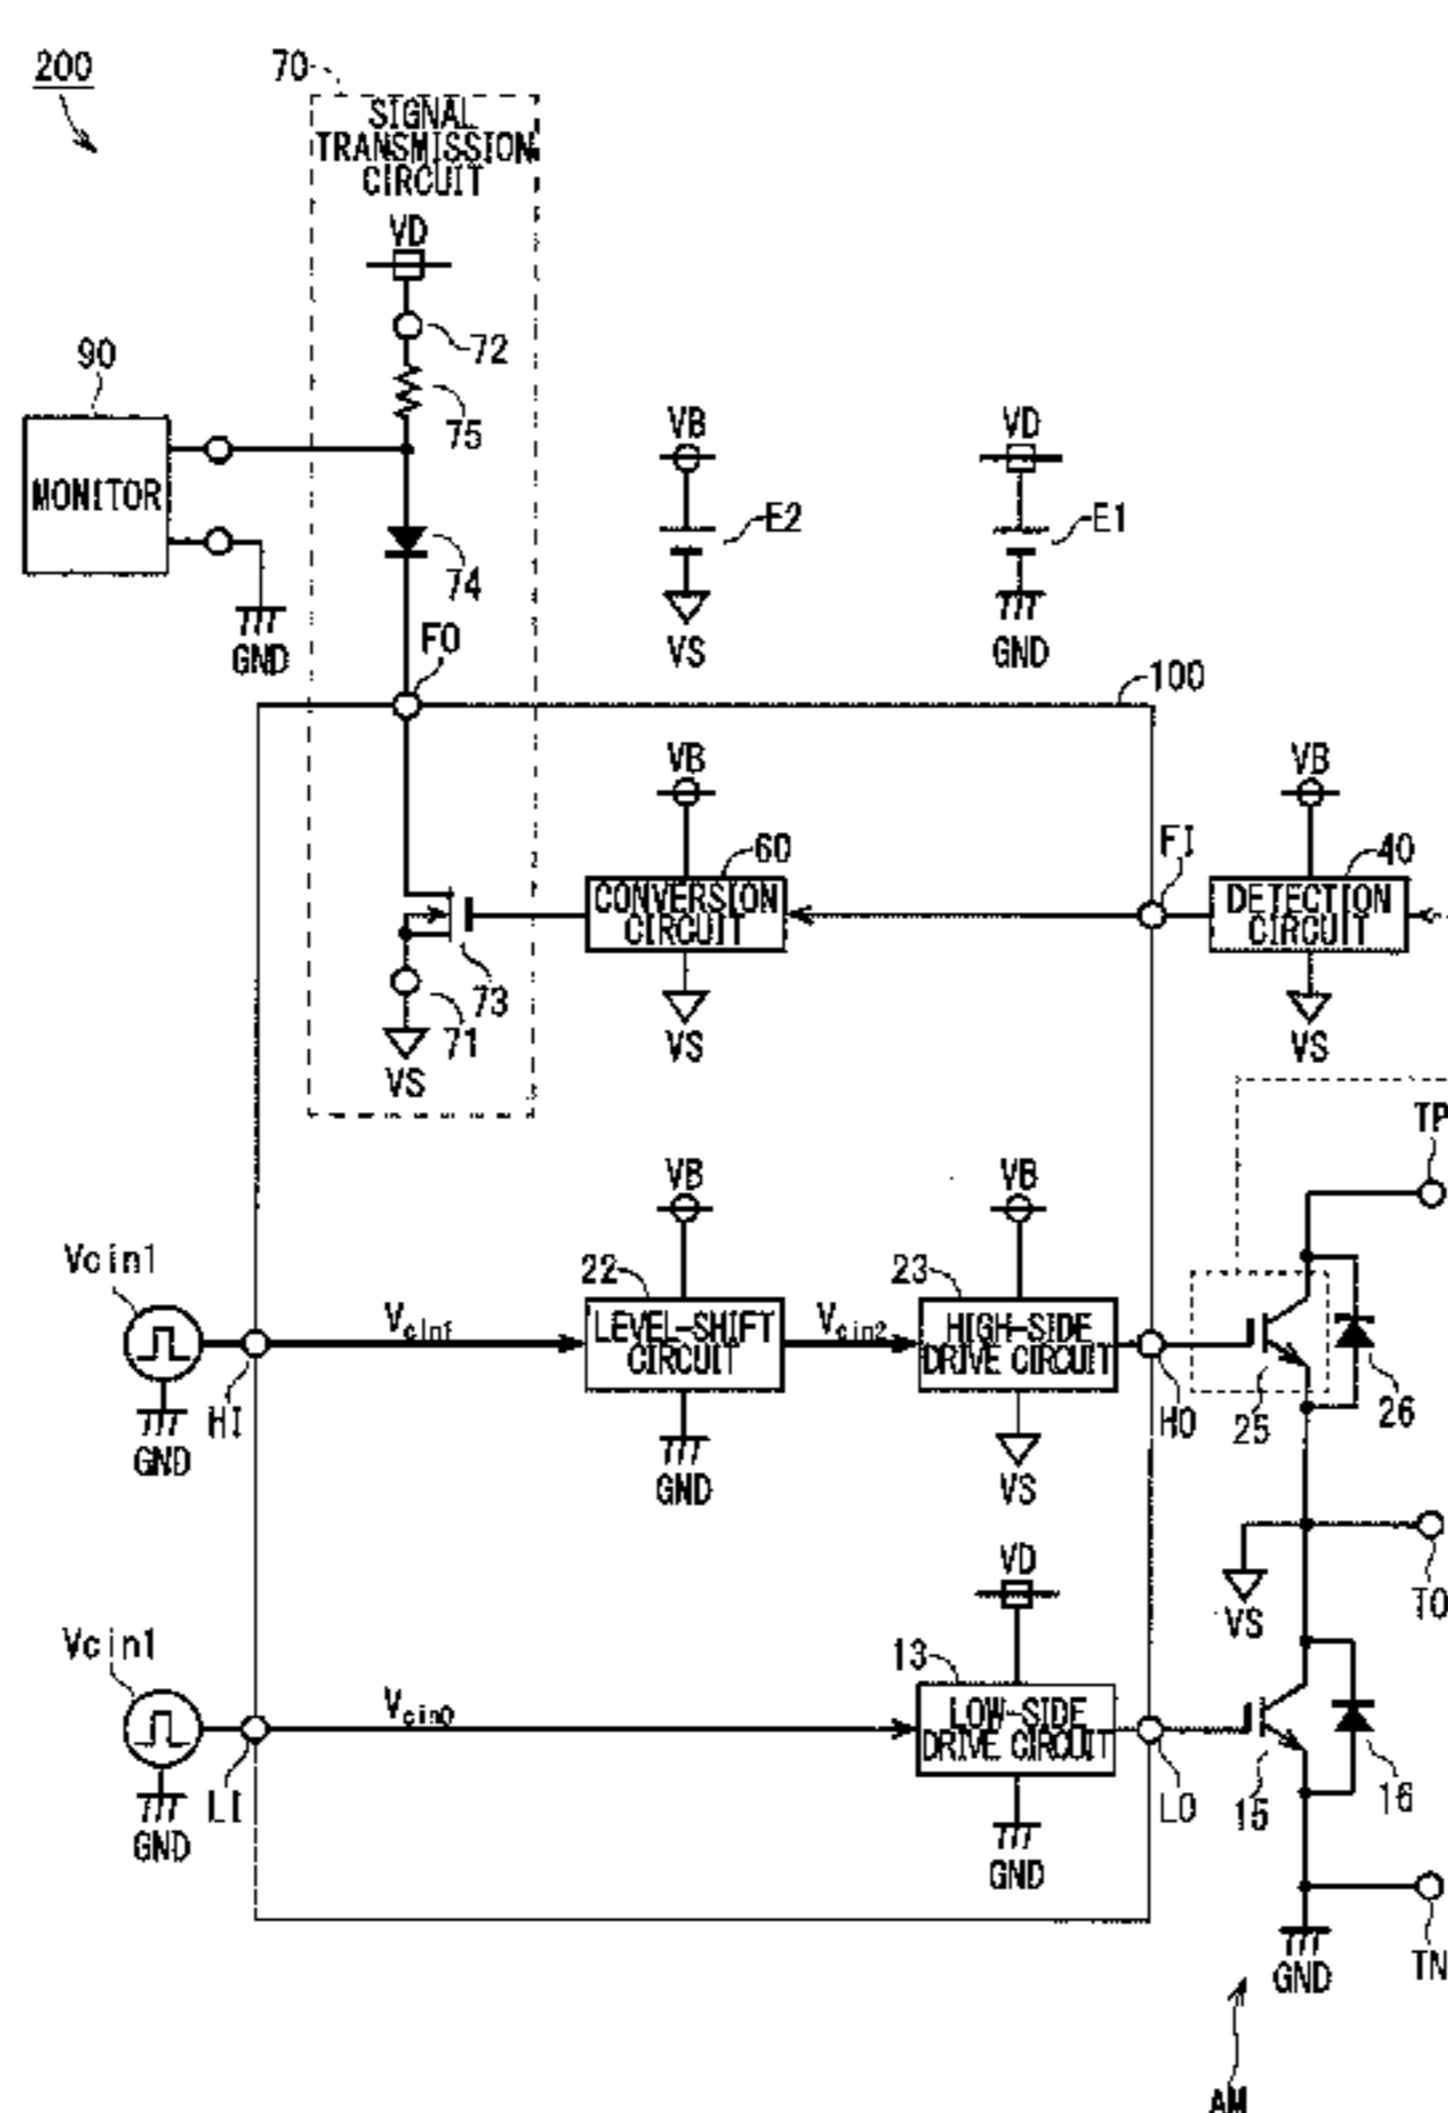 200
70
SIGNAL
TRANSMISSION
CIRCUIT
VD
72
75
90
MONITOR
GND
74
FO
VB
E2
VS
VD
E1
GND
100
VB
60
CONVERSION
CIRCUIT
VS
FI
VB
40
DETECTION
CIRCUIT
VS
73
71
VS
TP
Vcin1
GND
HI
Vcin1
VB
22
LEVEL-SHIFT
CIRCUIT
GND
Vcin2
VB
23
HIGH-SIDE
DRIVE CIRCUIT
VS
HO
25
26
VS
TO
Vcin1
GND
LI
Vcin0
VD
13
LOW-SIDE
DRIVE CIRCUIT
GND
LO
15
16
GND
TN
AM